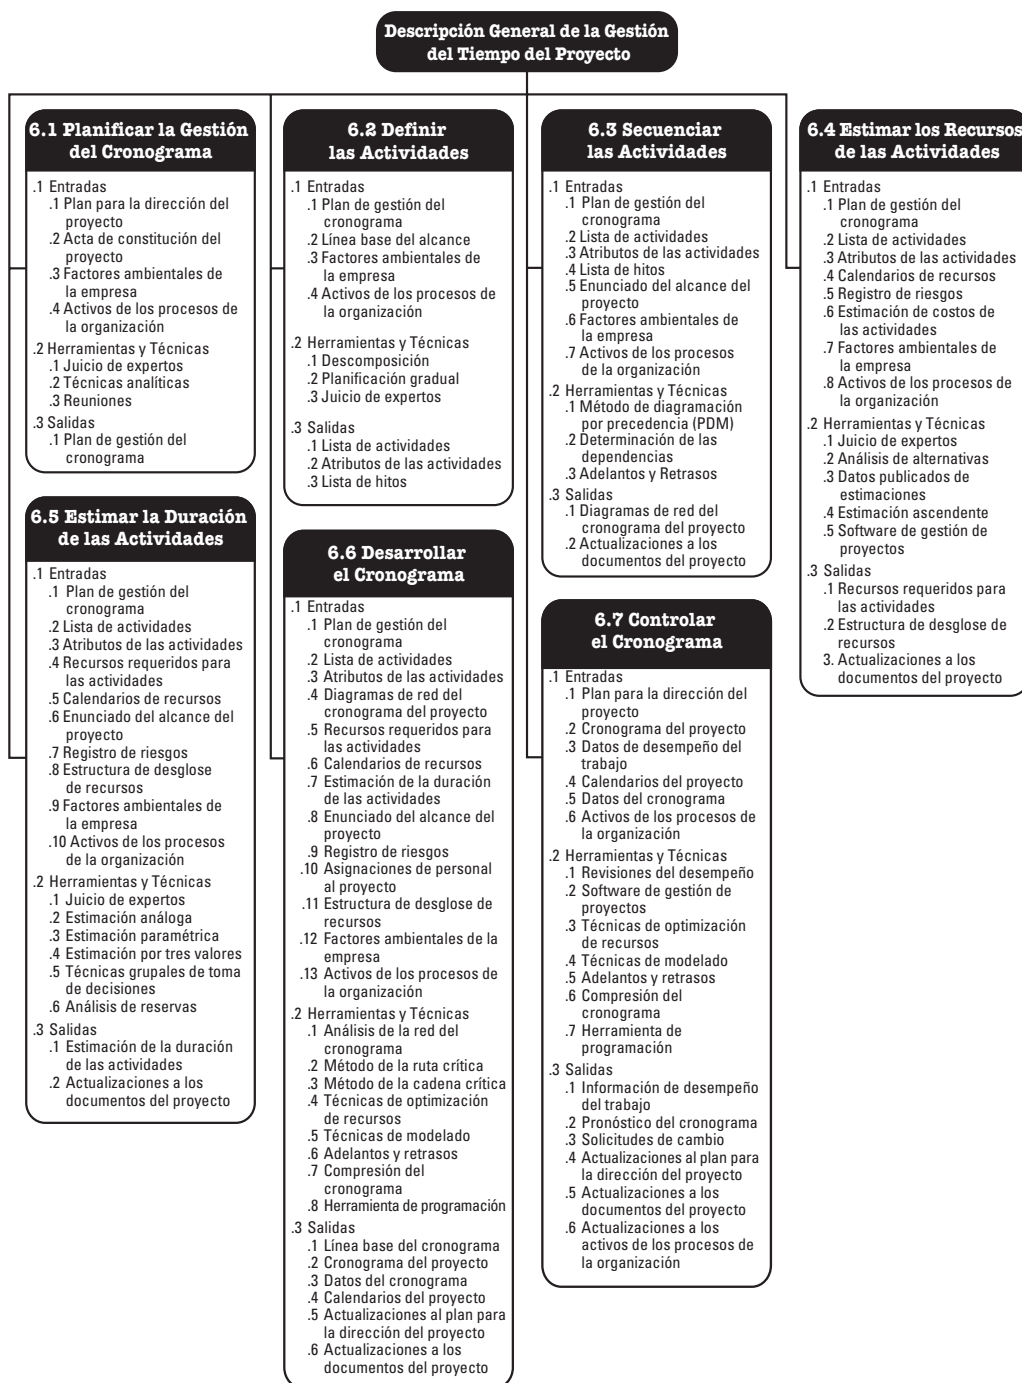 Descripción General de la Gestión
del Tiempo del Proyecto
6.1 Planificar la Gestión
del Cronograma
.1 Entradas
.1 Plan para la dirección del
proyecto
.2 Acta de constitución del
proyecto
.3 Factores ambientales de
la empresa
.4 Activos de los procesos de
la organización
.2 Herramientas y Técnicas
.1 Juicio de expertos
.2 Técnicas analíticas
.3 Reuniones
.3 Salidas
.1 Plan de gestión del
cronograma
6.2 Definir
las Actividades
.1 Entradas
.1 Plan de gestión del
cronograma
.2 Línea base del alcance
.3 Factores ambientales de
la empresa
.4 Activos de los procesos de
la organización
.2 Herramientas y Técnicas
.1 Descomposición
.2 Planificación gradual
.3 Juicio de expertos
.3 Salidas
.1 Lista de actividades
.2 Atributos de las actividades
.3 Lista de hitos
6.3 Secuenciar
las Actividades
.1 Entradas
.1 Plan de gestión del
cronograma
.2 Lista de actividades
.3 Atributos de las actividades
.4 Lista de hitos
.5 Enunciado del alcance del
proyecto
.6 Factores ambientales de
la empresa
.7 Activos de los procesos
de la organización
.2 Herramientas y Técnicas
.1 Método de diagramación
por precedencia (PDM)
.2 Determinación de las
dependencias
.3 Adelantos y Retrasos
.3 Salidas
.1 Diagramas de red del
cronograma del proyecto
.2 Actualizaciones a los
documentos del proyecto
6.4 Estimar los Recursos
de las Actividades
.1 Entradas
.1 Plan de gestión del
cronograma
.2 Lista de actividades
.3 Atributos de las actividades
.4 Calendarios de recursos
.5 Registro de riesgos
.6 Estimación de costos de
las actividades
.7 Factores ambientales de
la empresa
.8 Activos de los procesos de
la organización
.2 Herramientas y Técnicas
.1 Juicio de expertos
.2 Análisis de alternativas
.3 Datos publicados de
estimaciones
.4 Estimación ascendente
.5 Software de gestión de
proyectos
.3 Salidas
.1 Recursos requeridos para
las actividades
.2 Estructura de desglose de
recursos
3. Actualizaciones a los
documentos del proyecto
6.5 Estimar la Duración
de las Actividades
.1 Entradas
.1 Plan de gestión del
cronograma
.2 Lista de actividades
.3 Atributos de las actividades
.4 Recursos requeridos para
las actividades
.5 Calendarios de recursos
.6 Enunciado del alcance del
proyecto
.7 Registro de riesgos
.8 Estructura de desglose
de recursos
.9 Factores ambientales de
la empresa
.10 Activos de los procesos
de la organización
.2 Herramientas y Técnicas
.1 Juicio de expertos
.2 Estimación análoga
.3 Estimación paramétrica
.4 Estimación por tres valores
.5 Técnicas grupales de toma
de decisiones
.6 Análisis de reservas
.3 Salidas
.1 Estimación de la duración
de las actividades
.2 Actualizaciones a los
documentos del proyecto
6.6 Desarrollar
el Cronograma
.1 Entradas
.1 Plan de gestión del
cronograma
.2 Lista de actividades
.3 Atributos de las actividades
.4 Diagramas de red del
cronograma del proyecto
.5 Recursos requeridos para
las actividades
.6 Calendarios de recursos
.7 Estimación de la duración
de las actividades
.8 Enunciado del alcance del
proyecto
.9 Registro de riesgos
.10 Asignaciones de personal
al proyecto
.11 Estructura de desglose de
recursos
.12 Factores ambientales de la
empresa
.13 Activos de los procesos de
la organización
.2 Herramientas y Técnicas
.1 Análisis de la red del
cronograma
.2 Método de la ruta crítica
.3 Método de la cadena crítica
.4 Técnicas de optimización
de recursos
.5 Técnicas de modelado
.6 Adelantos y retrasos
.7 Compresión del
cronograma
.8 Herramienta de programación
.3 Salidas
.1 Línea base del cronograma
.2 Cronograma del proyecto
.3 Datos del cronograma
.4 Calendarios del proyecto
.5 Actualizaciones al plan para
la dirección del proyecto
.6 Actualizaciones a los
documentos del proyecto
6.7 Controlar
el Cronograma
.1 Entradas
.1 Plan para la dirección del
proyecto
.2 Cronograma del proyecto
.3 Datos de desempeño del
trabajo
.4 Calendarios del proyecto
.5 Datos del cronograma
.6 Activos de los procesos de
la organización
.2 Herramientas y Técnicas
.1 Revisiones del desempeño
.2 Software de gestión de
proyectos
.3 Técnicas de optimización
de recursos
.4 Técnicas de modelado
.5 Adelantos y retrasos
.6 Compresión del
cronograma
.7 Herramienta de
programación
.3 Salidas
.1 Información de desempeño
del trabajo
.2 Pronóstico del cronograma
.3 Solicitudes de cambio
.4 Actualizaciones al plan para
la dirección del proyecto
.5 Actualizaciones a los
documentos del proyecto
.6 Actualizaciones a los
activos de los procesos de
la organización